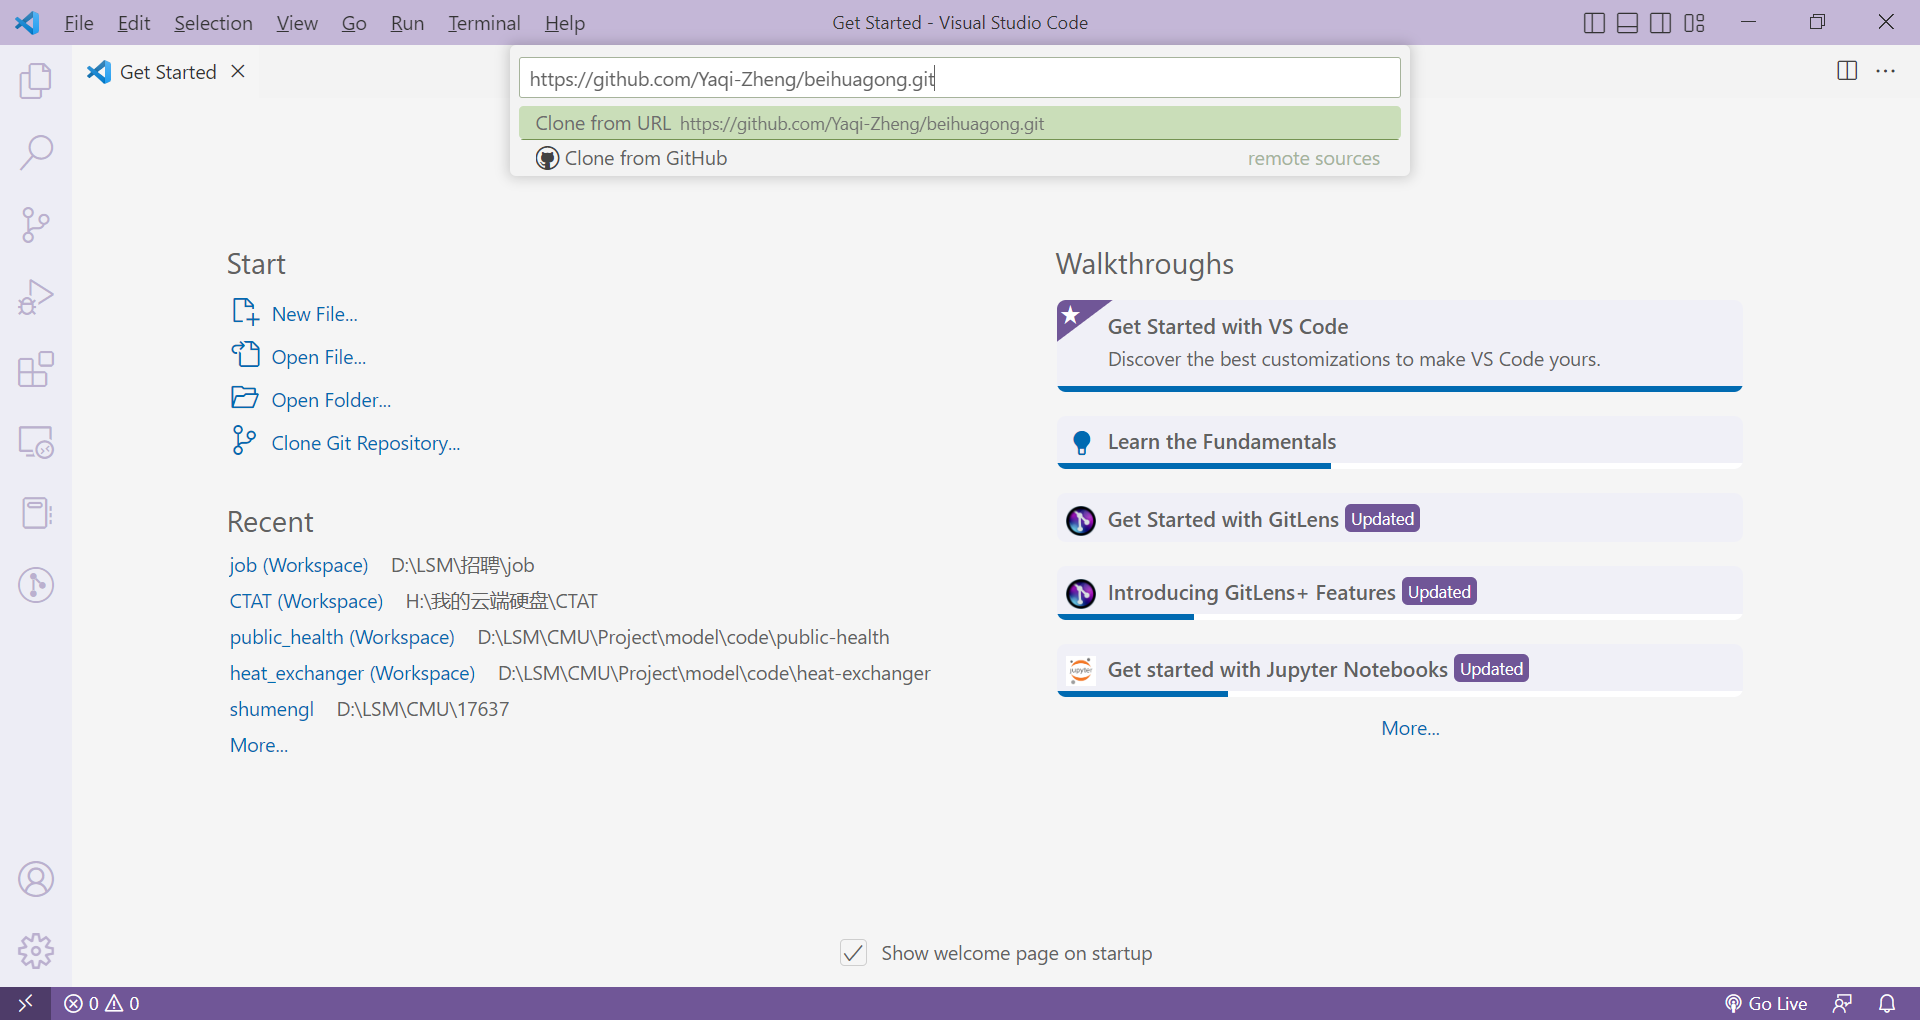 File Edit Selection View Go Run Terminal Help
Get Started - Visual Studio Code
Get Started
https://github.com/Yaqi-Zheng/beihuagong.git
Clone from URL https://github.com/Yaqi-Zheng/beihuagong.git
Clone from GitHub remote sources
Start
New File...
Open File...
Open Folder...
Clone Git Repository...
Recent
job (Workspace) D:\LSM\招聘\job
CTAT (Workspace) H:\我的云端硬盘\CTAT
public_health (Workspace) D:\LSM\CMU\Project\model\code\public-health
heat_exchanger (Workspace) D:\LSM\CMU\Project\model\code\heat-exchanger
shumengl D:\LSM\CMU\17637
More...
Walkthroughs
Get Started with VS Code
Discover the best customizations to make VS Code yours.
Learn the Fundamentals
Get Started with GitLens Updated
Introducing GitLens+ Features Updated
jupyter
Get started with Jupyter Notebooks Updated
More...
Show welcome page on startup
0 0
Go Live